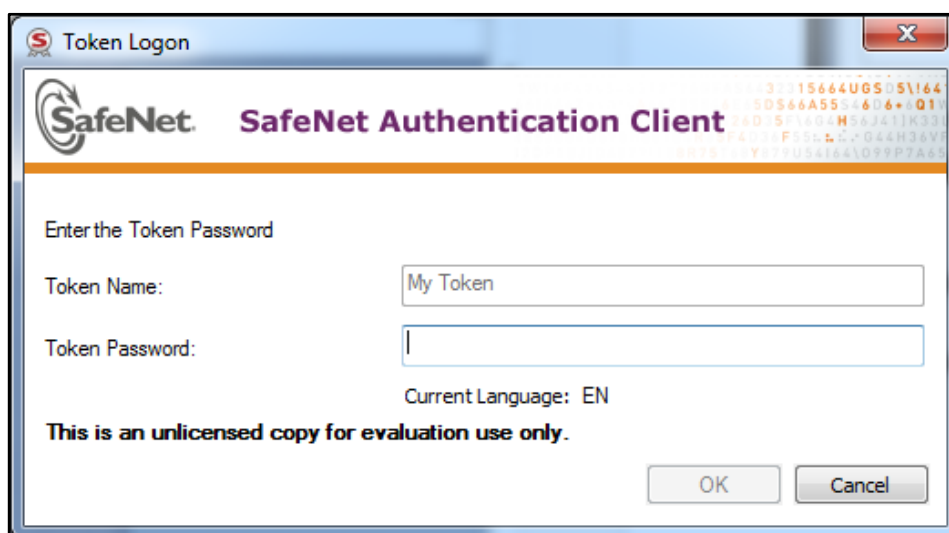 Token Logon
SafeNet. SafeNet Authentication Client
Enter the Token Password
Token Name: My Token
Token Password:
Current Language: EN
This is an unlicensed copy for evaluation use only.
OK Cancel